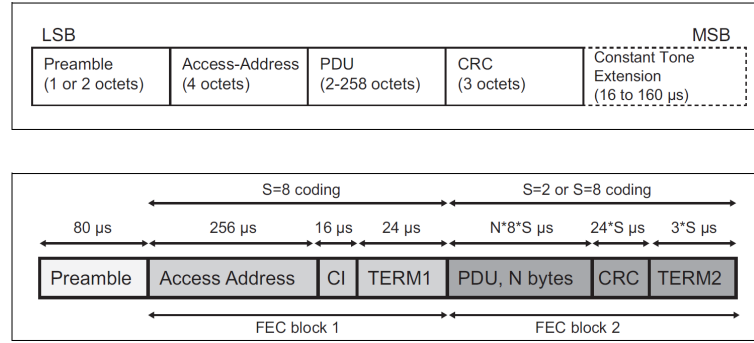 LSB MSB
Preamble Access-Address PDU CRC Constant Tone
(1 or 2 octets) (4 octets) (2-258 octets) (3 octets) Extension
(16 to 160 µs)
S=8 coding S=2 or S=8 coding
80 µs 256 µs 16 µs 24 µs N*8*S µs 24*S µs 3*S µs
Preamble Access Address CI TERM1 PDU, N bytes CRC TERM2
FEC block 1 FEC block 2